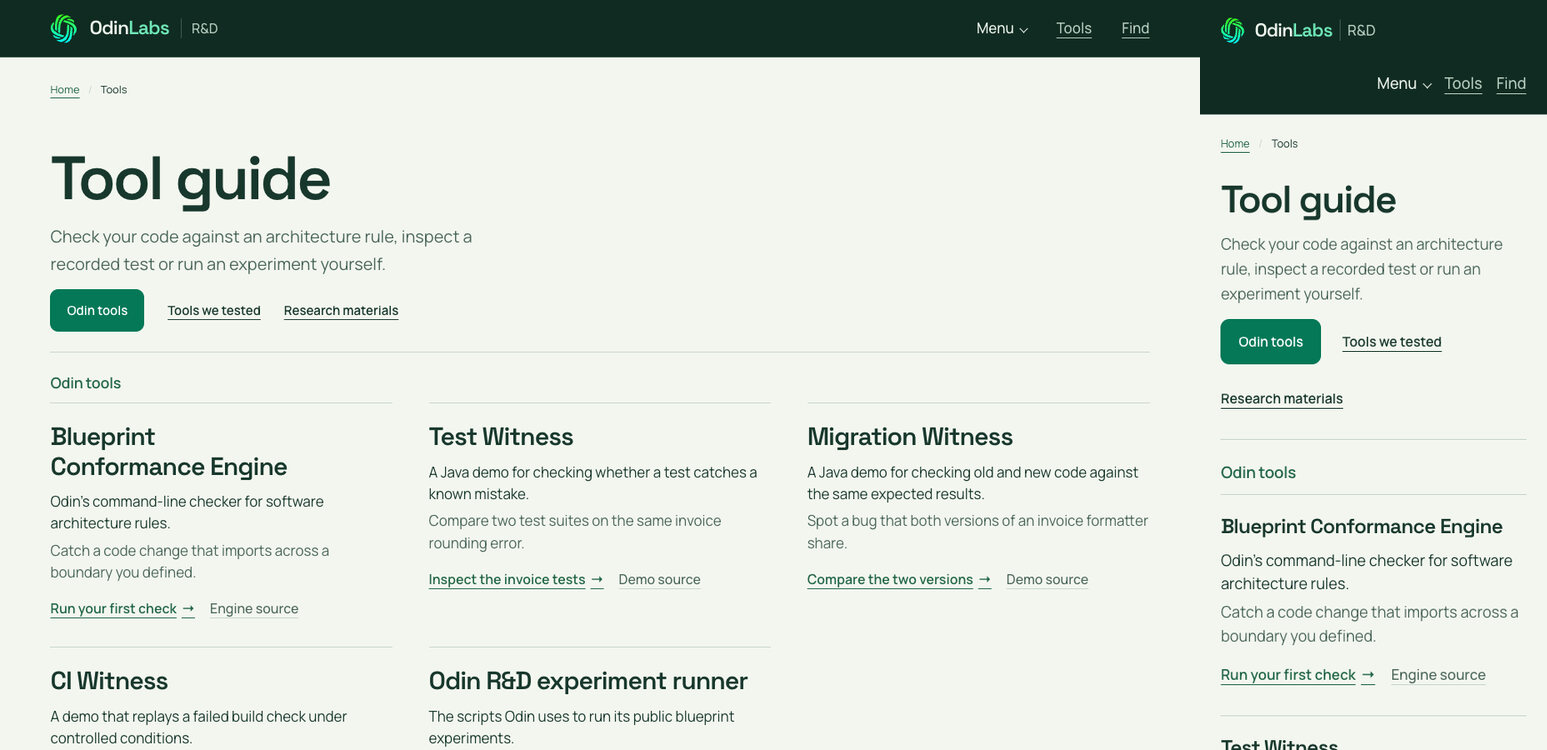 OdinLabs R&D Menu Tools Find
Home / Tools
Tool guide
Check your code against an architecture rule, inspect a
recorded test or run an experiment yourself.
Odin tools Tools we tested Research materials
Odin tools
Blueprint
Conformance Engine
Odin's command-line checker for software
architecture rules.
Catch a code change that imports across a
boundary you defined.
Run your first check → Engine source
Test Witness
A Java demo for checking whether a test catches a
known mistake.
Compare two test suites on the same invoice
rounding error.
Inspect the invoice tests → Demo source
Migration Witness
A Java demo for checking old and new code against
the same expected results.
Spot a bug that both versions of an invoice formatter
share.
Compare the two versions → Demo source
CI Witness
A demo that replays a failed build check under
controlled conditions.
Odin R&D experiment runner
The scripts Odin uses to run its public blueprint
experiments.
OdinLabs R&D
Menu Tools Find
Home / Tools
Tool guide
Check your code against an architecture
rule, inspect a recorded test or run an
experiment yourself.
Odin tools Tools we tested
Research materials
Odin tools
Blueprint Conformance Engine
Odin's command-line checker for software
architecture rules.
Catch a code change that imports across a
boundary you defined.
Run your first check → Engine source
Test Witness